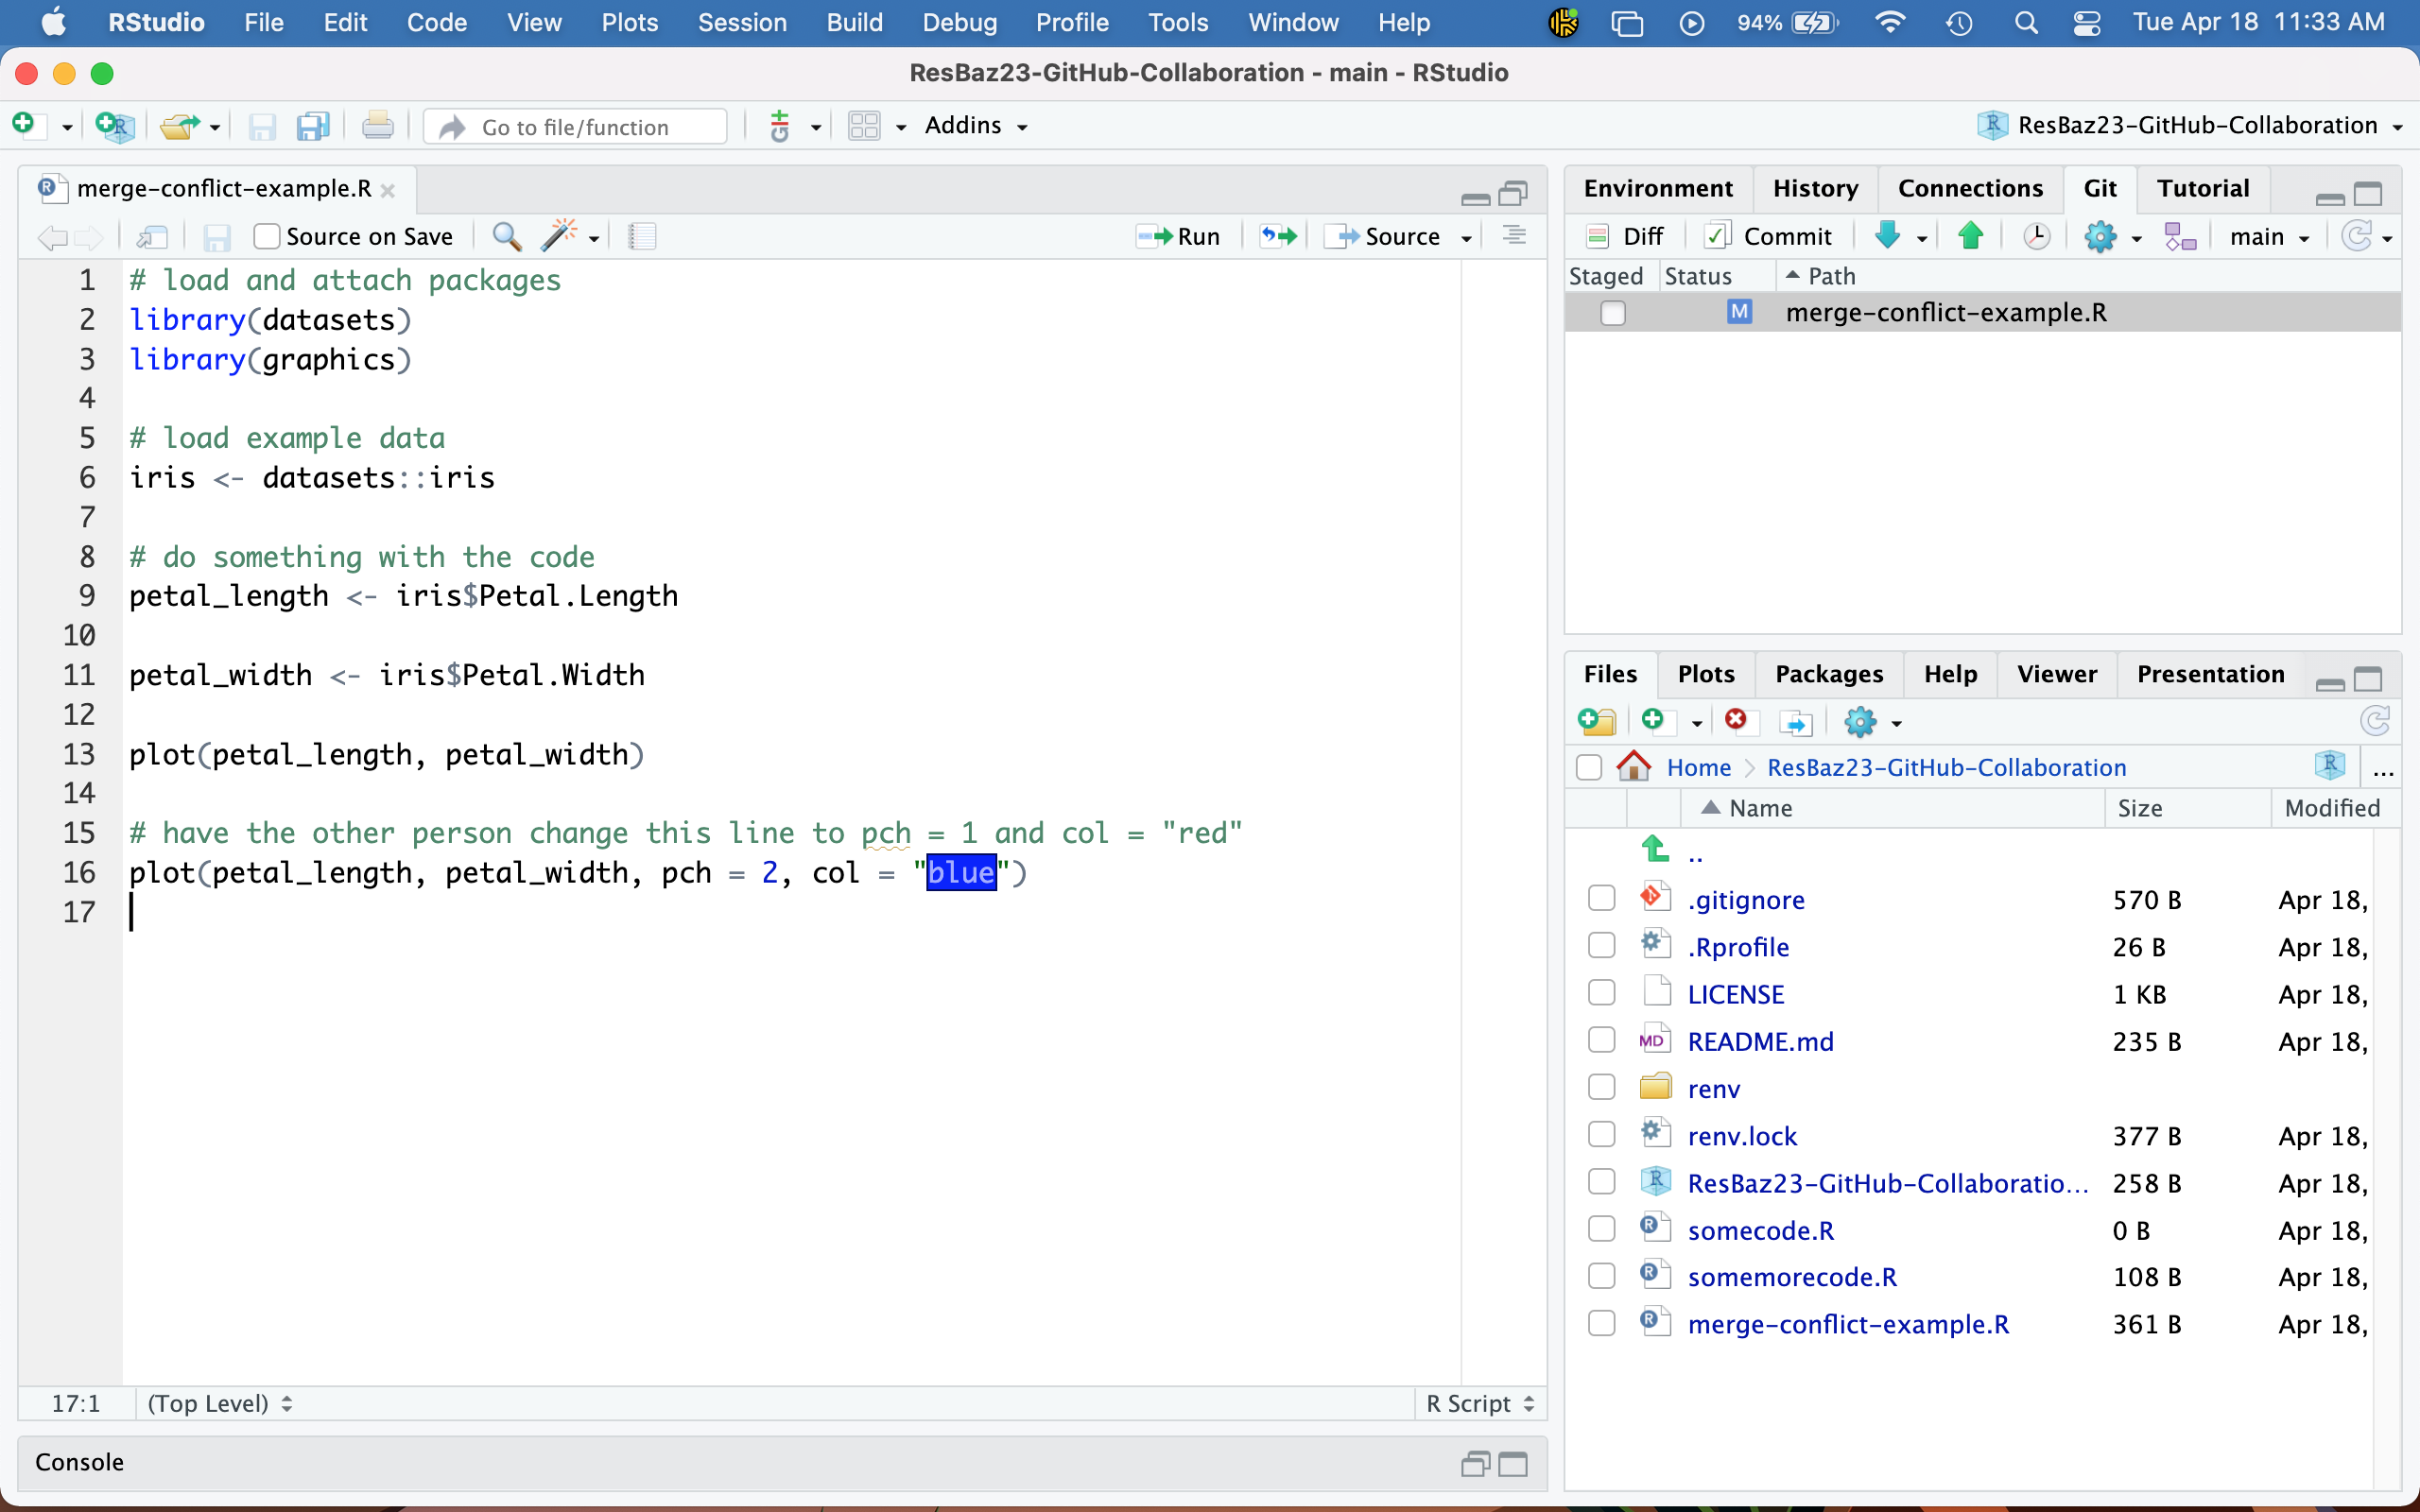 RStudio File Edit Code View Plots Session Build Debug Profile Tools Window Help 94% Tue Apr 18 11:33 AM
ResBaz23-GitHub-Collaboration - main - RStudio
Go to file/function Addins ResBaz23-GitHub-Collaboration
merge-conflict-example.R
Source on Save Run Source
1 # load and attach packages
2 library(datasets)
3 library(graphics)
4
5 # load example data
6 iris <- datasets::iris
7
8 # do something with the code
9 petal_length <- iris$Petal.Length
10
11 petal_width <- iris$Petal.Width
12
13 plot(petal_length, petal_width)
14
15 # have the other person change this line to pch = 1 and col = "red"
16 plot(petal_length, petal_width, pch = 2, col = "blue")
17
17:1 (Top Level) R Script
Console
Environment History Connections Git Tutorial
Diff Commit main
Staged Status Path
M merge-conflict-example.R
Files Plots Packages Help Viewer Presentation
Home ResBaz23-GitHub-Collaboration ...
Name Size Modified
..
.gitignore 570 B Apr 18,
.Rprofile 26 B Apr 18,
LICENSE 1 KB Apr 18,
MD README.md 235 B Apr 18,
renv
renv.lock 377 B Apr 18,
ResBaz23-GitHub-Collaboratio... 258 B Apr 18,
somecode.R 0 B Apr 18,
somemorecode.R 108 B Apr 18,
merge-conflict-example.R 361 B Apr 18,